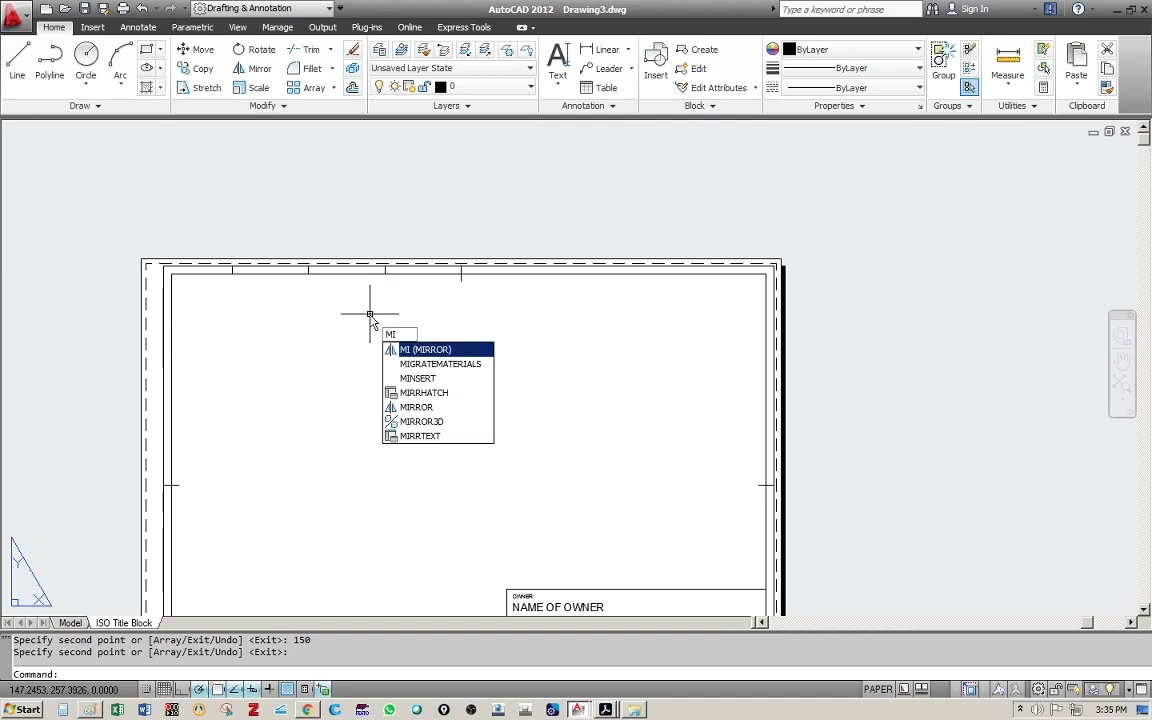 Drafting & Annotation
AutoCAD 2012 Drawing3.dwg
Type a keyword or phrase
Sign In
Home Insert Annotate Parametric View Manage Output Plug-ins Online Express Tools
Line Polyline Circle Arc
Move Rotate Trim
Copy Mirror Fillet
Stretch Scale Array
Unsaved Layer State
0
Text
Linear
Leader
Table
Insert
Create
Edit
Edit Attributes
ByLayer
ByLayer
ByLayer
Group
Measure
Paste
Draw Modify Layers Annotation Block Properties Groups Utilities Clipboard
MI
MI (MIRROR)
MIGRATEMATERIALS
MINSERT
MIRRHATCH
MIRROR
MIRROR3D
MIRRTEXT
Y
X
OWNER:
NAME OF OWNER
Model ISO Title Block
Specify second point or [Array/Exit/Undo] <Exit>: 150
Specify second point or [Array/Exit/Undo] <Exit>:
Command:
147.2453, 257.3926, 0.0000
PAPER
Start
3:35 PM